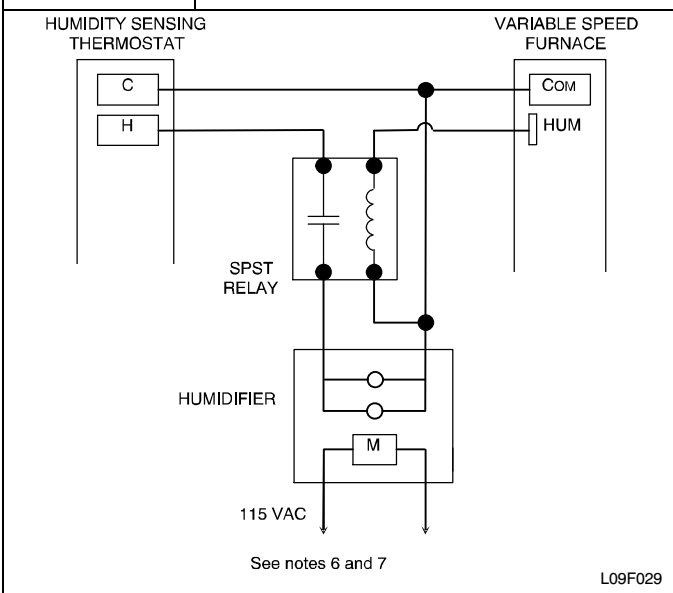 HUMIDITY SENSING
THERMOSTAT
VARIABLE SPEED
FURNACE
C
COM
H
HUM
SPST
RELAY
HUMIDIFIER
M
115 VAC
See notes 6 and 7
L09F029